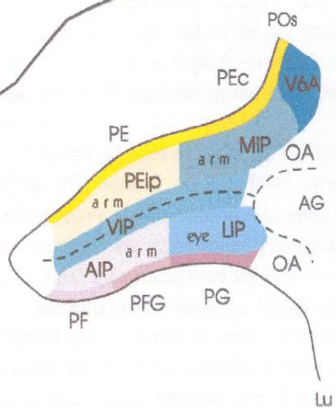 POs
PEc
V6A
PE
MIP
arm
OA
PEip
arm
AG
VIP
arm
eye
LIP
AIP
OA
PF
PFG
PG
Lu